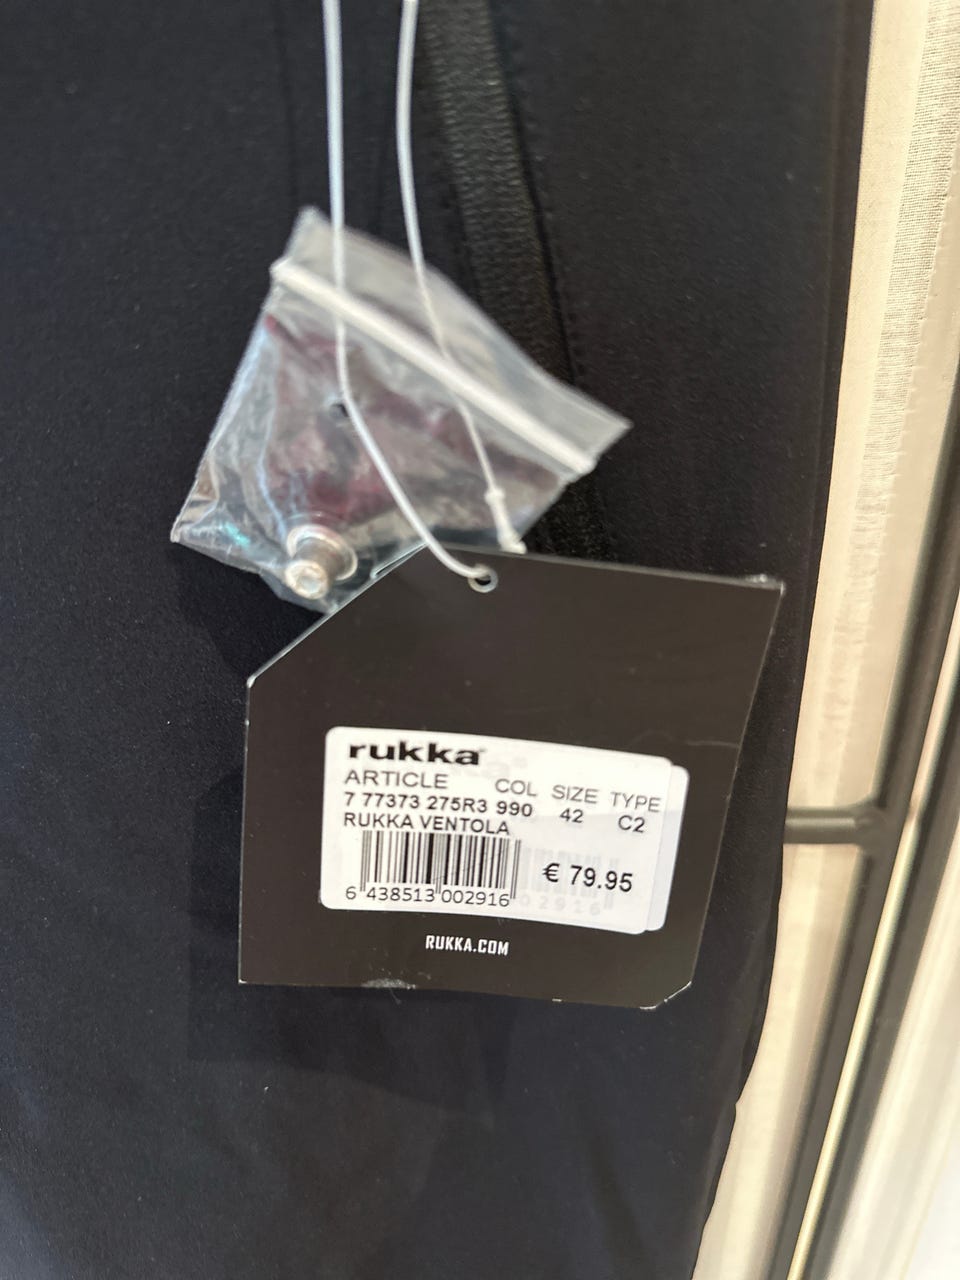 rukka
ARTICLE COL SIZE TYPE
7 77373 275R3 990 42 C2
RUKKA VENTOLA
€ 79.95
6 438513 002916
RUKKA.COM